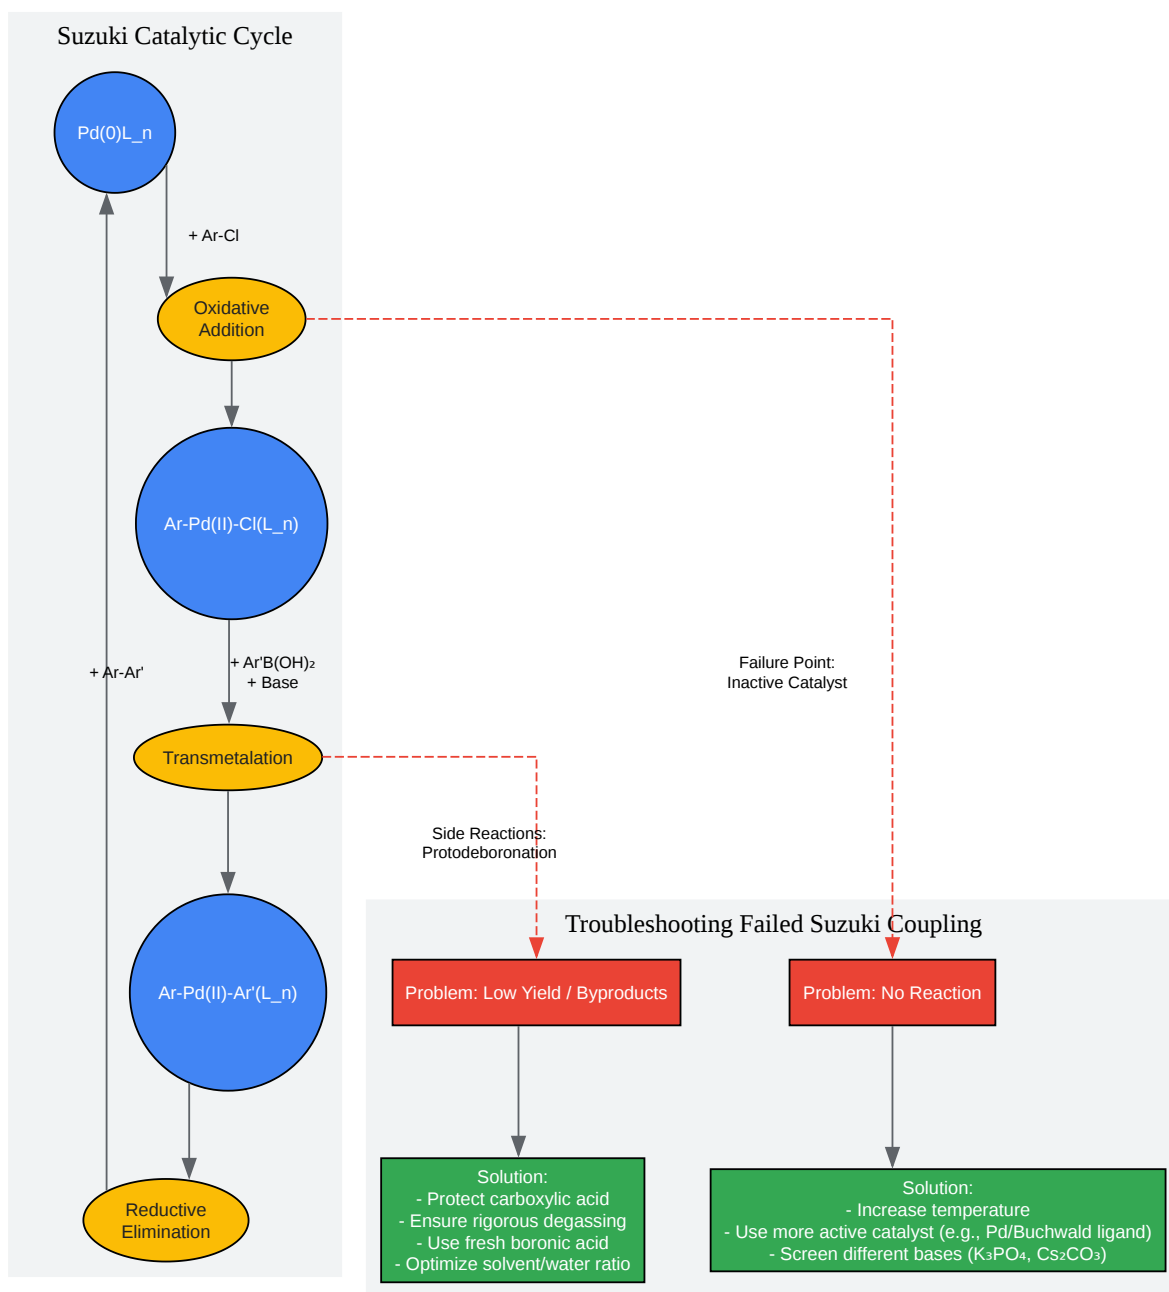 Suzuki Catalytic Cycle
Pd(0)L_n
+ Ar-Cl
Oxidative
Addition
Ar-Pd(II)-Cl(L_n)
+ Ar'B(OH)₂
+ Base
+ Ar-Ar'
Transmetalation
Ar-Pd(II)-Ar'(L_n)
Reductive
Elimination
Failure Point:
Inactive Catalyst
Side Reactions:
Protodeboronation
Troubleshooting Failed Suzuki Coupling
Problem: Low Yield / Byproducts
Problem: No Reaction
Solution:
- Protect carboxylic acid
- Ensure rigorous degassing
- Use fresh boronic acid
- Optimize solvent/water ratio
Solution:
- Increase temperature
- Use more active catalyst (e.g., Pd/Buchwald ligand)
- Screen different bases (K₃PO₄, Cs₂CO₃)